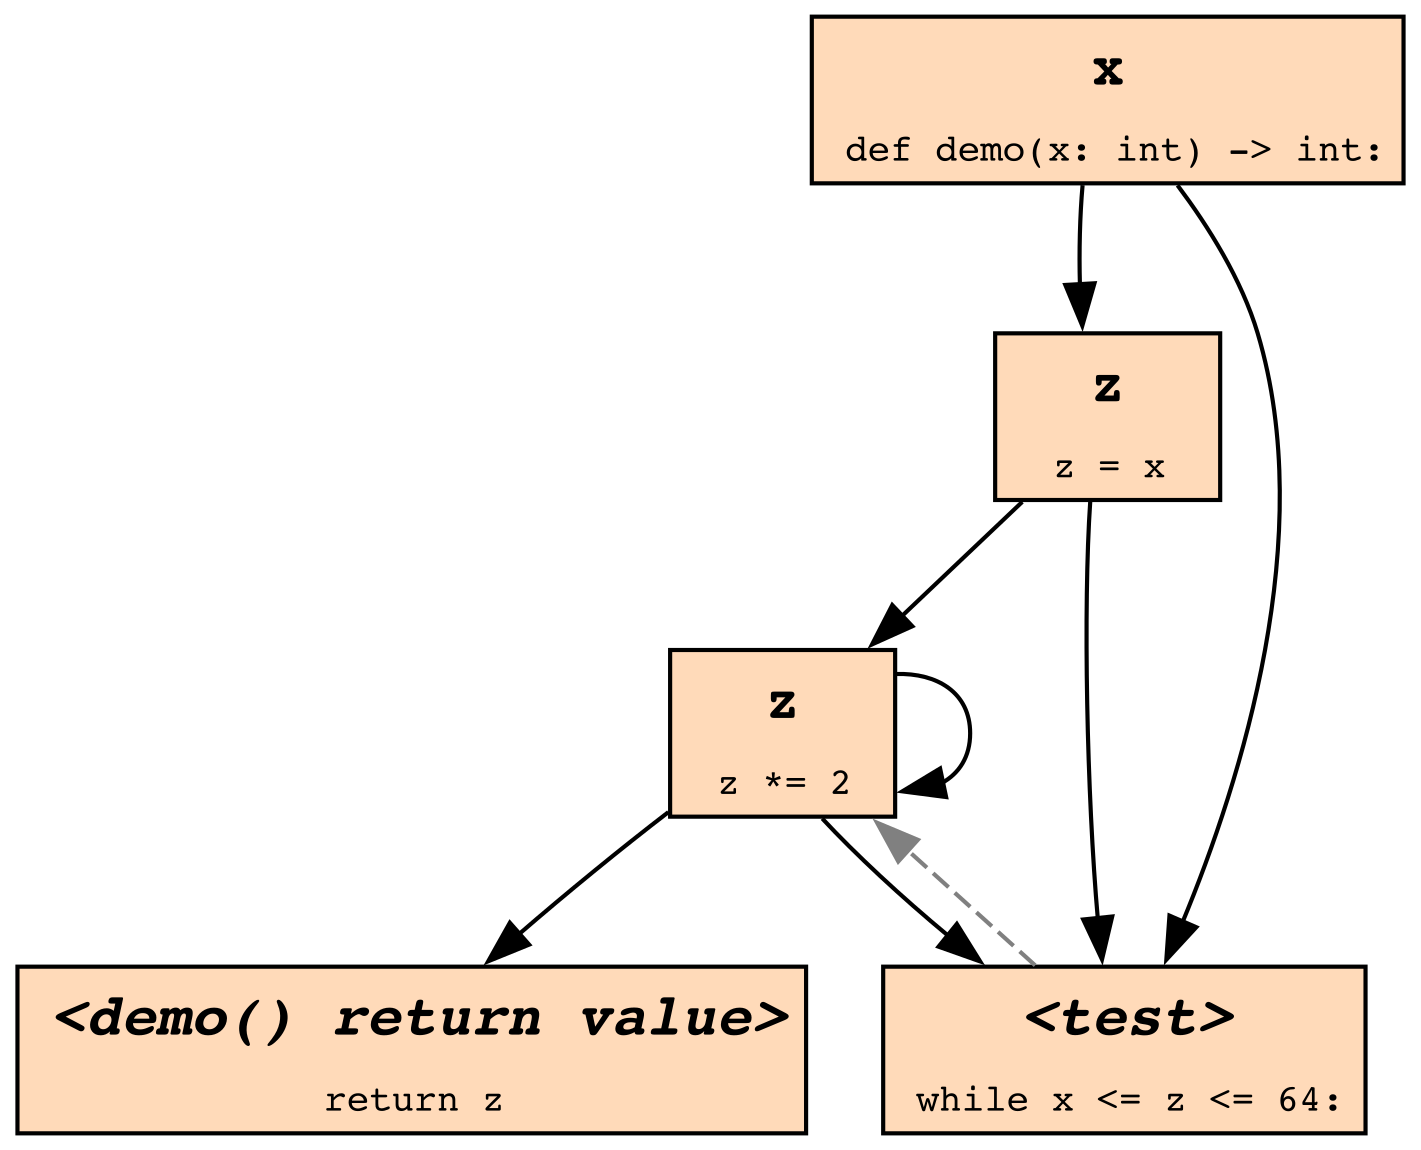 x
def demo(x: int) -> int:
z
z = x
z
z *= 2
<demo() return value>
return z
<test>
while x <= z <= 64: